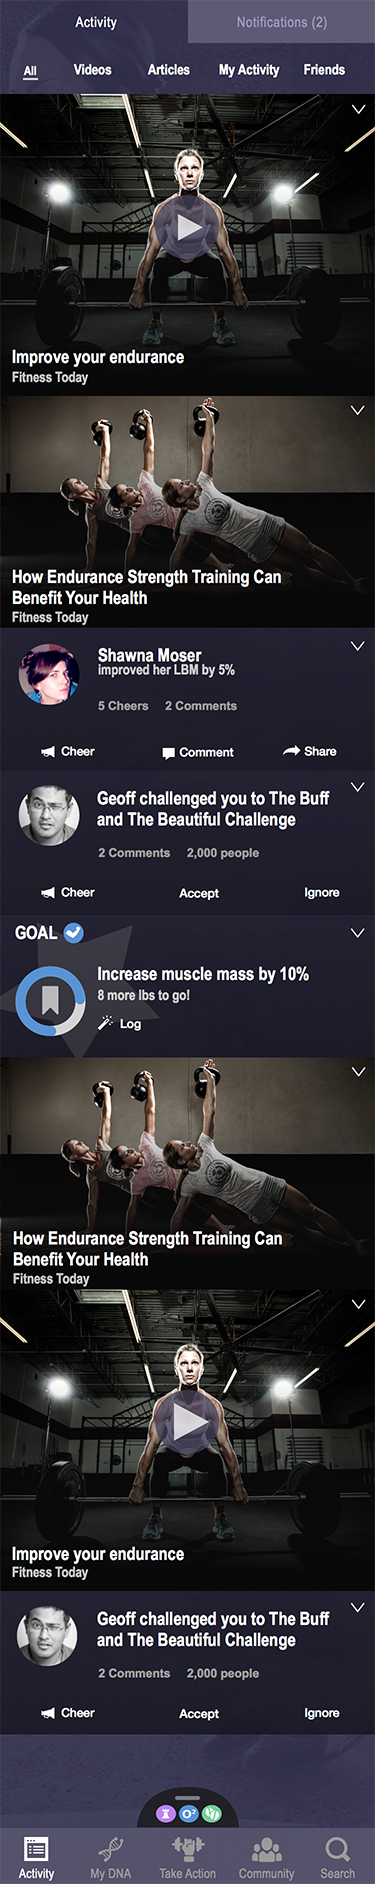 Activity
Notifications (2)
All
Videos
Articles
My Activity
Friends
Improve your endurance
Fitness Today
How Endurance Strength Training Can
Benefit Your Health
Fitness Today
Shawna Moser
improved her LBM by 5%
5 Cheers
2 Comments
Cheer
Comment
Share
Geoff challenged you to The Buff
and The Beautiful Challenge
2 Comments
2,000 people
Cheer
Accept
Ignore
GOAL
Increase muscle mass by 10%
8 more lbs to go!
Log
How Endurance Strength Training Can
Benefit Your Health
Fitness Today
Improve your endurance
Fitness Today
Geoff challenged you to The Buff
and The Beautiful Challenge
2 Comments
2,000 people
Cheer
Accept
Ignore
O²
Activity
My DNA
Take Action
Community
Search